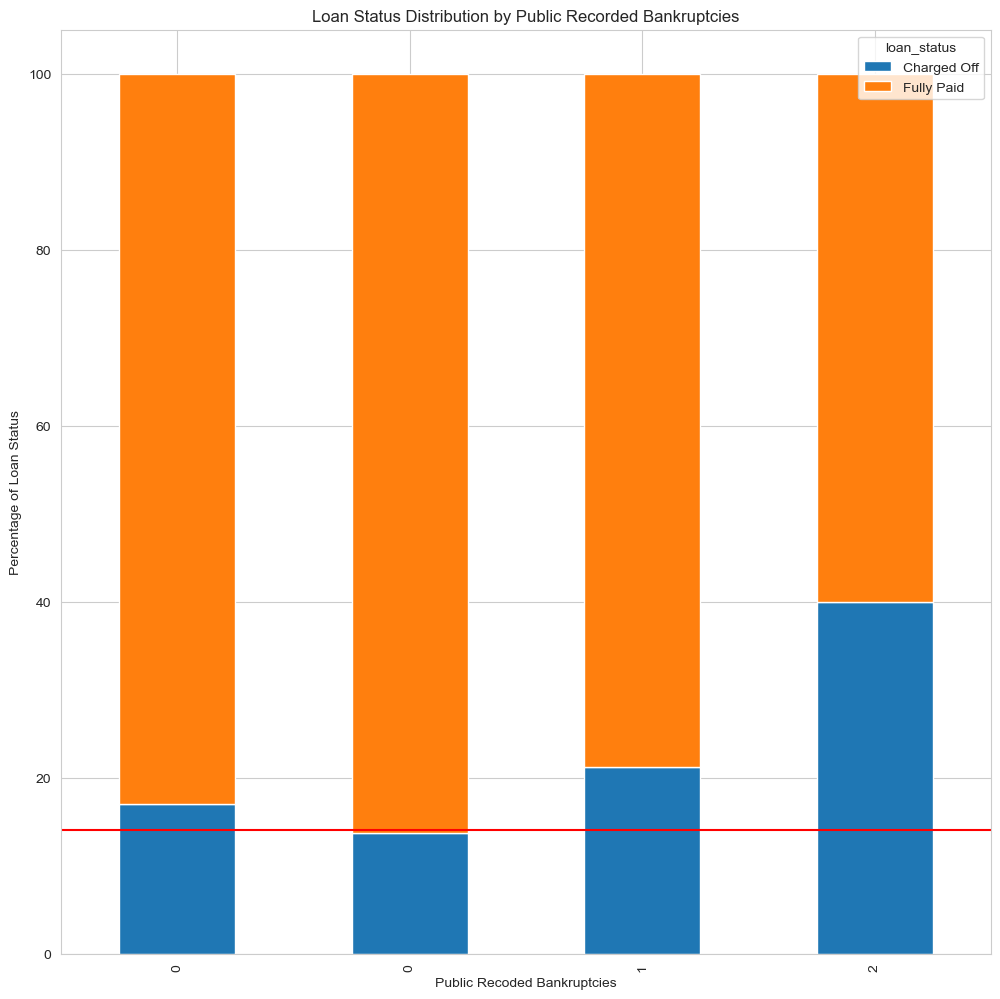 Loan Status Distribution by Public Recorded Bankruptcies
loan_status
Charged Off
Fully Paid
Percentage of Loan Status
100
80
60
40
20
0
0
0
1
2
Public Recoded Bankruptcies